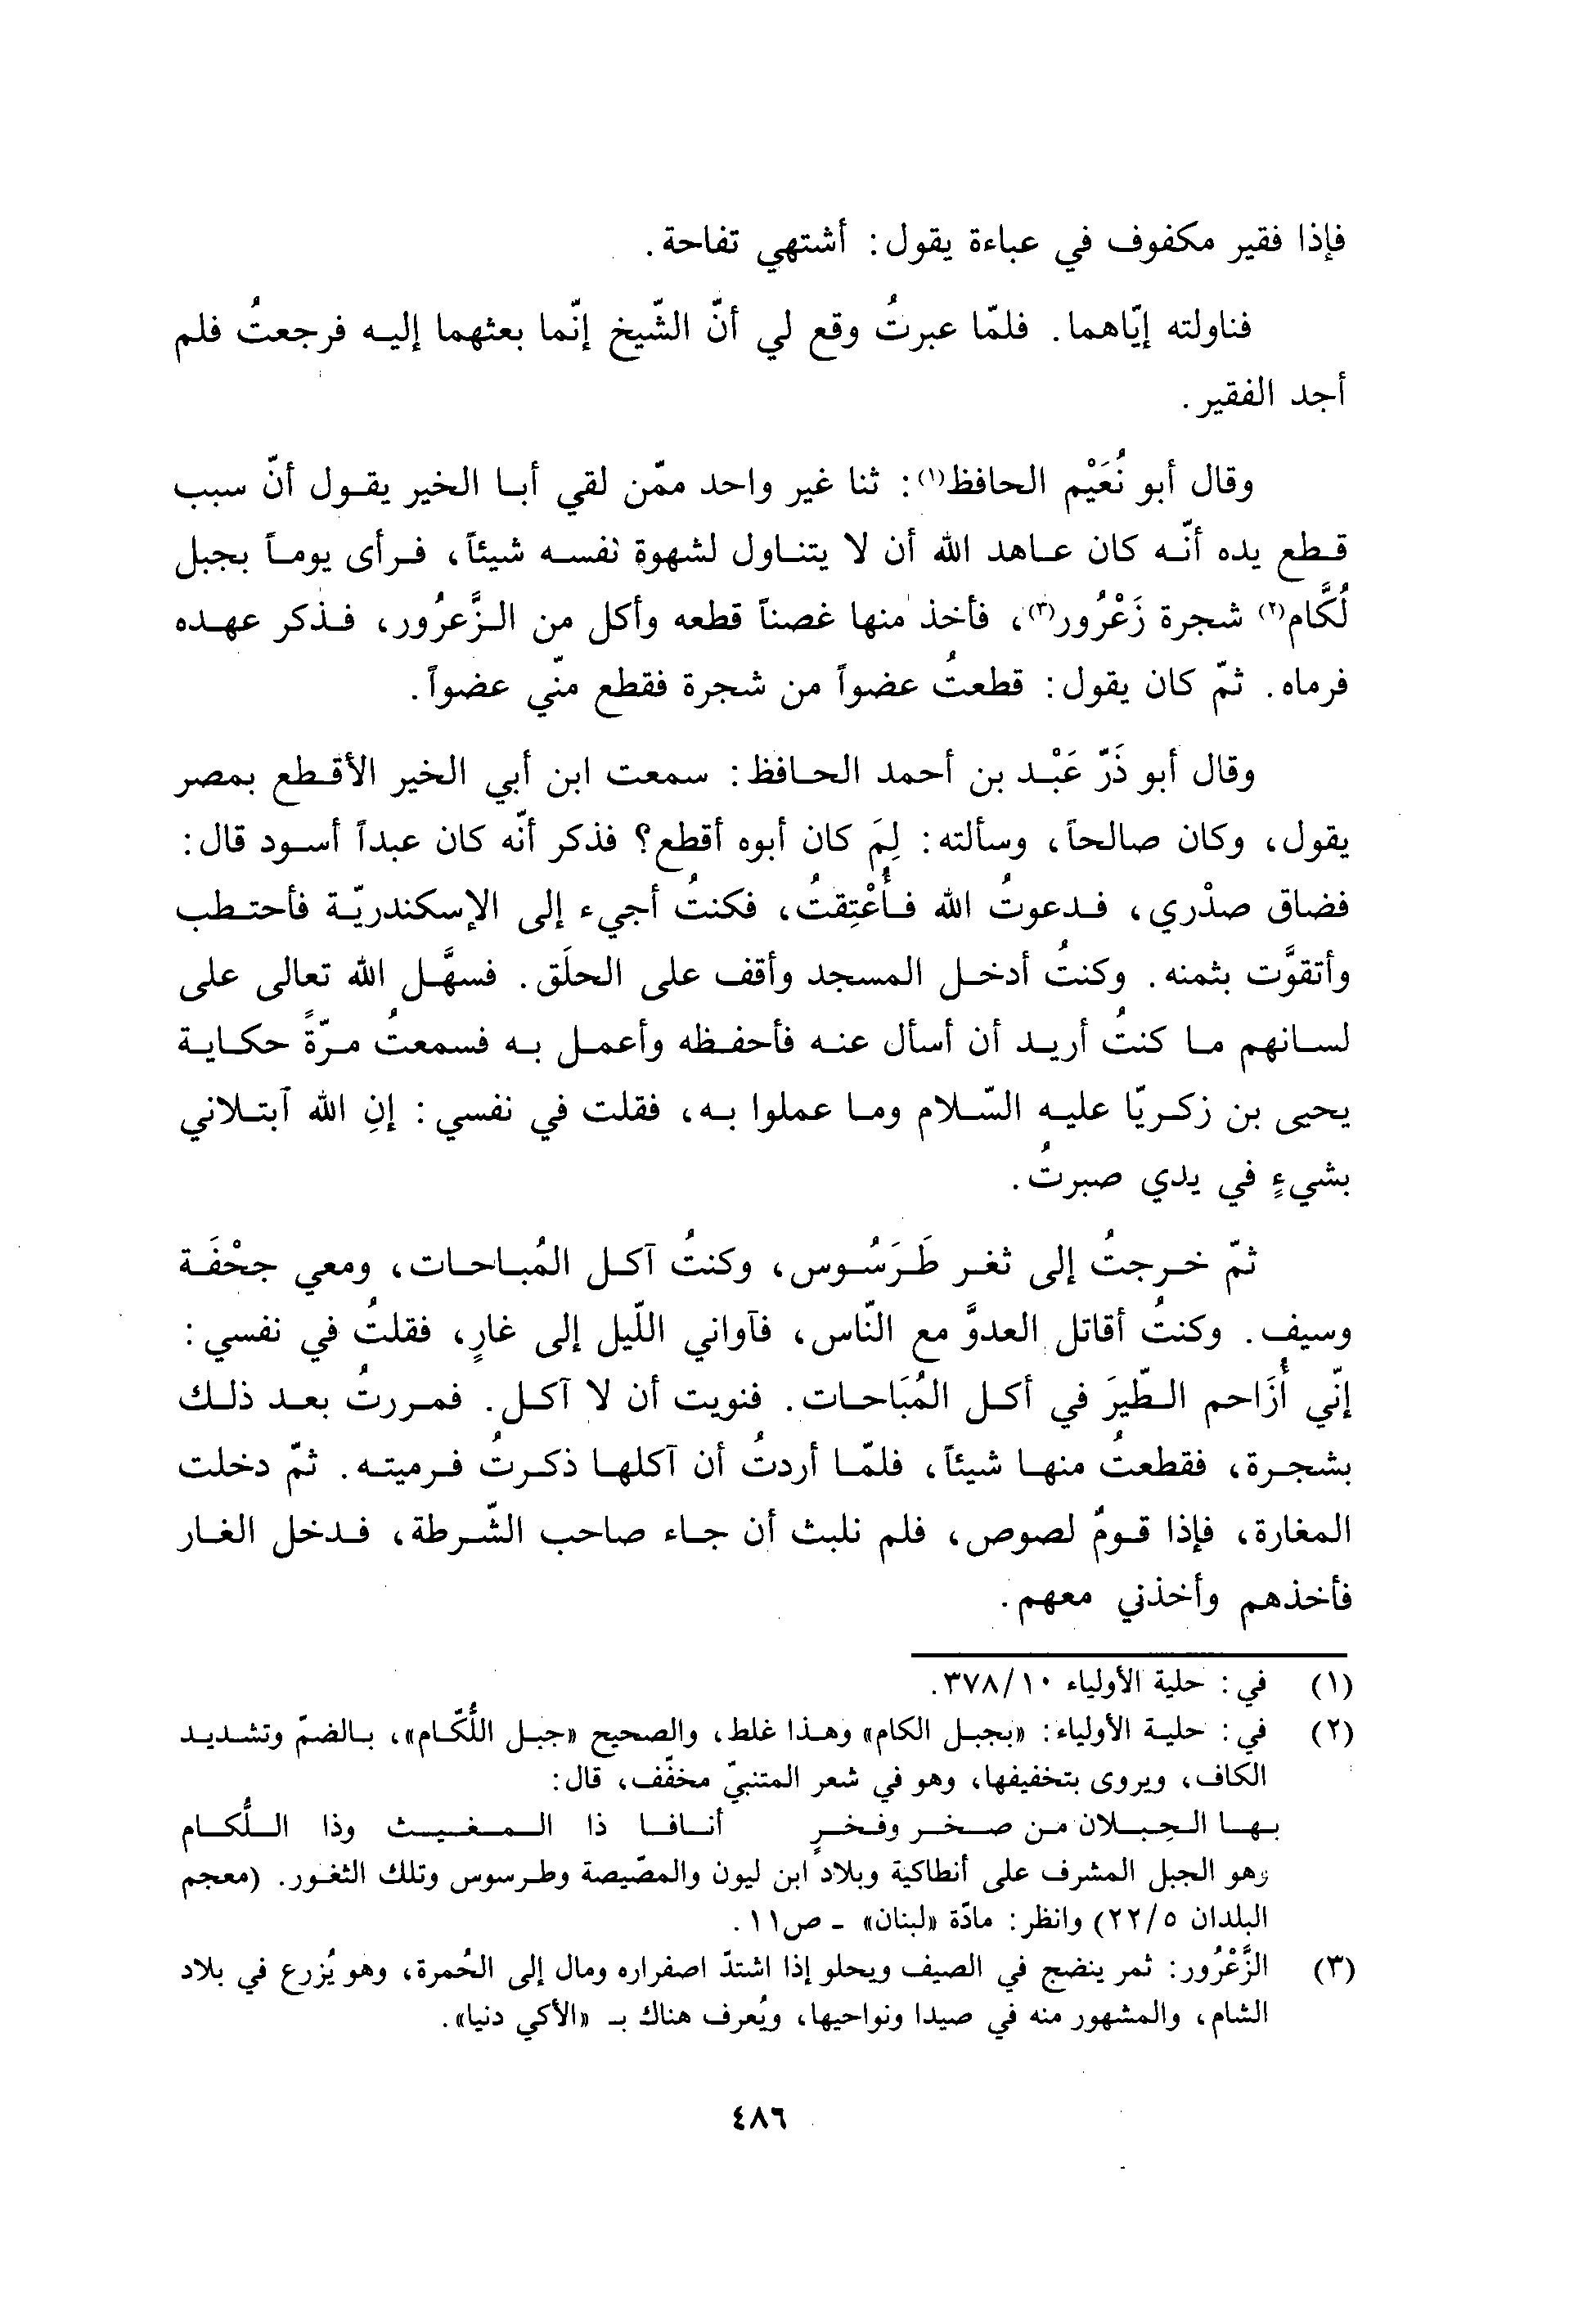 فإذا فقير مكفوف في عباءة يقول: أشتهي تفاحة.
فناولته إيّاهما. فلمّا عبرتُ وقع لي أنّ الشّيخ إنّما بعثهما إليه فرجعتُ فلم
أجد الفقير.
وقال أبو نُعَيْم الحافظ(١): ثنا غير واحد ممّن لقي أبا الخير يقول أنّ سبب
قطع يده أنّه كان عاهد الله أن لا يتناول لشهوة نفسه شيئاً، فرأى يوماً بجبل
لُكَّام(٢) شجرة زَعْرُور(٣)، فأخذ منها غصناً قطعه وأكل من الزَّعرُور، فذكر عهده
فرماه. ثمّ كان يقول: قطعتُ عضواً من شجرة فقطع منّي عضواً.
وقال أبو ذَرّ عَبْد بن أحمد الحافظ: سمعت ابن أبي الخير الأقطع بمصر
يقول، وكان صالحاً، وسألته: لِمَ كان أبوه أقطع؟ فذكر أنّه كان عبداً أسود قال:
فضاق صدْري، فدعوتُ الله فأُعْتِقتُ، فكنتُ أجيء إلى الإسكندريّة فأحتطب
وأتقوَّت بثمنه. وكنتُ أدخل المسجد وأقف على الحلَق. فسهَّل الله تعالى على
لسانهم ما كنتُ أريد أن أسأل عنه فأحفظه وأعمل به فسمعتُ مرّةً حكاية
يحيى بن زكريّا عليه السّلام وما عملوا به، فقلت في نفسي: إنِ الله آبتلاني
بشيءٍ في يدي صبرتُ.
ثمّ خرجتُ إلى ثغر طَرَسُوس، وكنتُ آكل المُباحات، ومعي جحْفَة
وسيف. وكنتُ أقاتل العدوَّ مع النّاس، فآواني اللّيل إلى غارٍ، فقلتُ في نفسي:
إنّي أُزَاحم الطّيرَ في أكل المُبَاحات. فنويت أن لا آكل. فمررتُ بعد ذلك
بشجرة، فقطعتُ منها شيئاً، فلمّا أردتُ أن آكلها ذكرتُ فرميته. ثمّ دخلت
المغارة، فإذا قومٌ لصوص، فلم نلبث أن جاء صاحب الشّرطة، فدخل الغار
فأخذهم وأخذني معهم.
(١) في: حلية الأولياء ٣٧٨/١٠.
(٢) في: حلية الأولياء: «بجبل الكام» وهذا غلط، والصحيح «جبل اللُّكّام»، بالضمّ وتشديد
الكاف، ويروى بتخفيفها، وهو في شعر المتنبيّ مخفّف، قال:
بها الجبلان من صخر وفخرٍ أنافا ذا المغيث وذا اللُّكام
وهو الجبل المشرف على أنطاكية وبلاد ابن ليون والمصّيصة وطرسوس وتلك الثغور. (معجم
البلدان ٢٢/٥) وانظر: مادّة «لبنان» - ص١١.
(٣) الزَّعْرُور: ثمر ينضج في الصيف ويحلو إذا اشتدّ اصفراره ومال إلى الحُمرة، وهو يُزرع في بلاد
الشام، والمشهور منه في صيدا ونواحيها، ويُعرف هناك بـ «الأكي دنيا».
٤٨٦